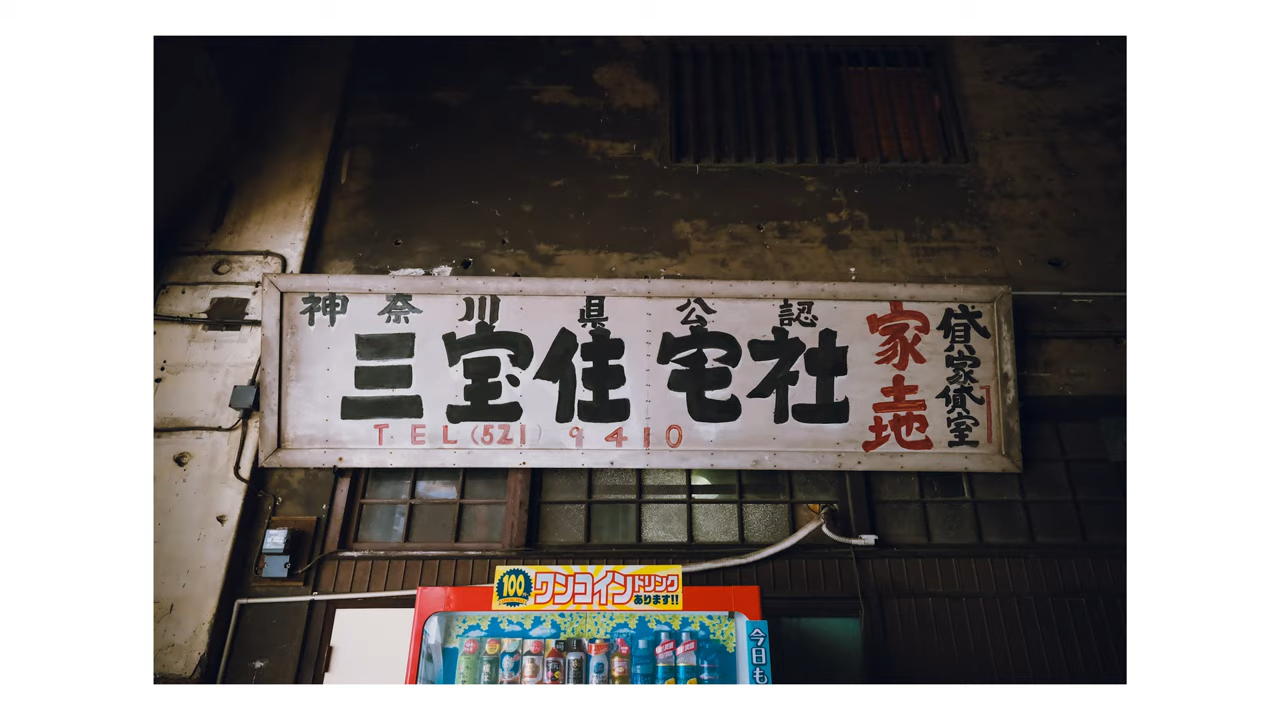 神奈川県公認
三宝住宅社
TEL(521)9410
家土地
貸家貸室
100
ワンコインドリンク
あります!!
今日も